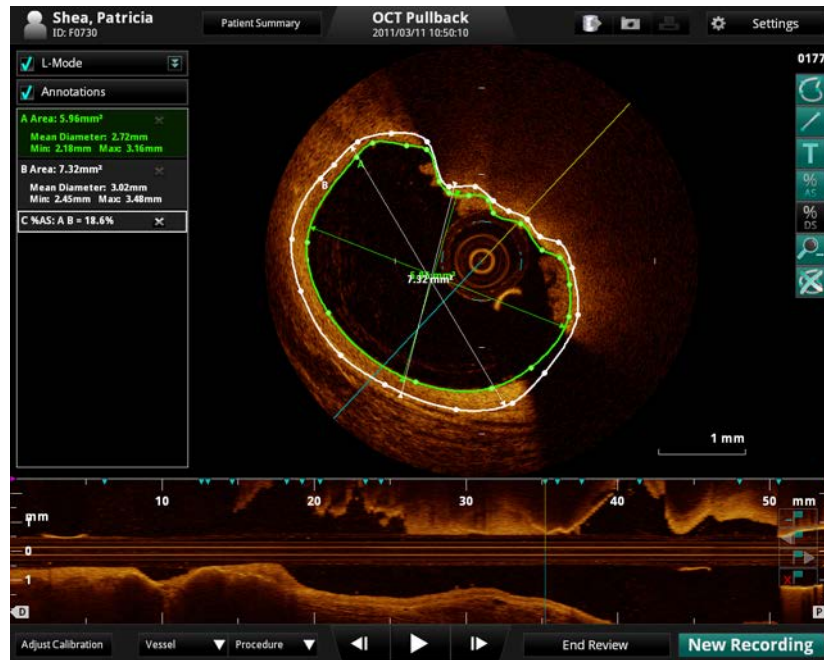 Shea, Patricia
ID: F0730
Patient Summary
OCT Pullback
2011/03/11 10:50:10
Settings
L-Mode
Annotations
A Area: 5.96mm²
Mean Diameter: 2.72mm
Min: 2.18mm Max: 3.16mm
B Area: 7.32mm²
Mean Diameter: 3.02mm
Min: 2.45mm Max: 3.48mm
C %AS: A B = 18.6%
0177
T
%
AS
%
DS
A
B
7.32 mm²
1 mm
10 20 30 40 50 mm
mm
1
0
1
D
P
Adjust Calibration
Vessel
Procedure
End Review
New Recording